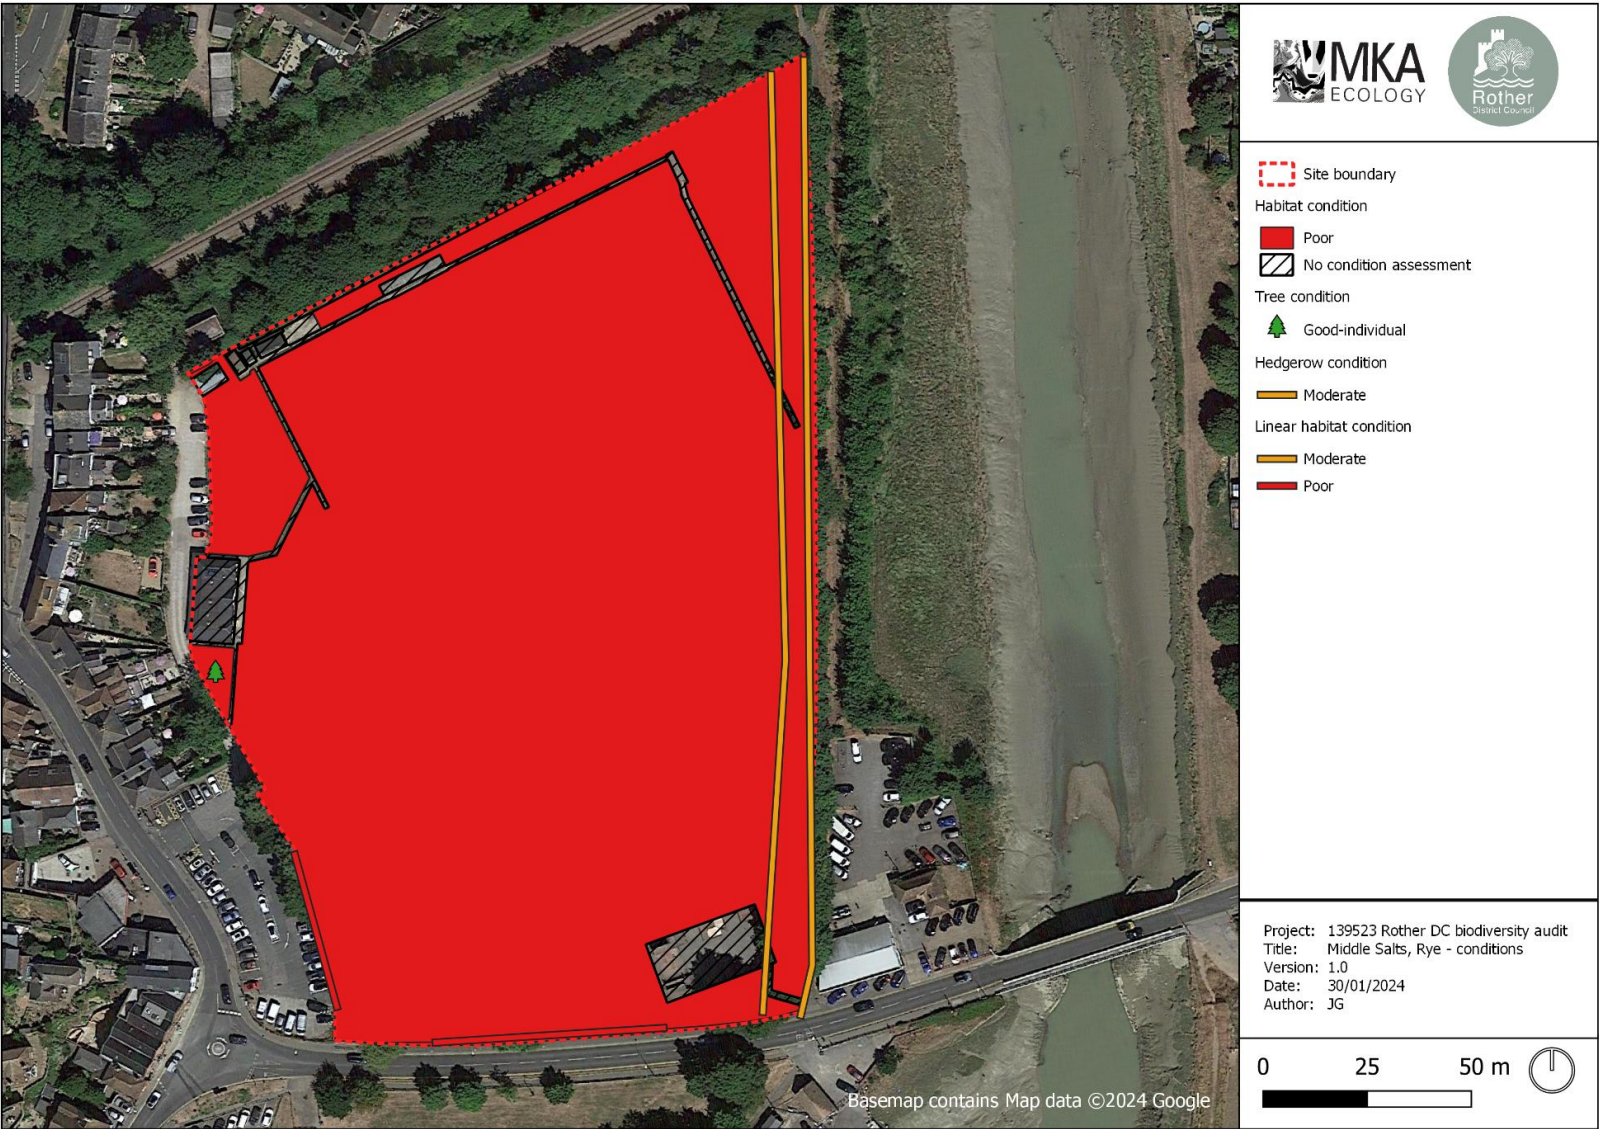 MKA
ECOLOGY
Rother
District Council
Site boundary
Habitat condition
Poor
No condition assessment
Tree condition
Good-individual
Hedgerow condition
Moderate
Linear habitat condition
Moderate
Poor
Project: 139523 Rother DC biodiversity audit
Title: Middle Salts, Rye - conditions
Version: 1.0
Date: 30/01/2024
Author: JG
0 25 50 m
Basemap contains Map data ©2024 Google